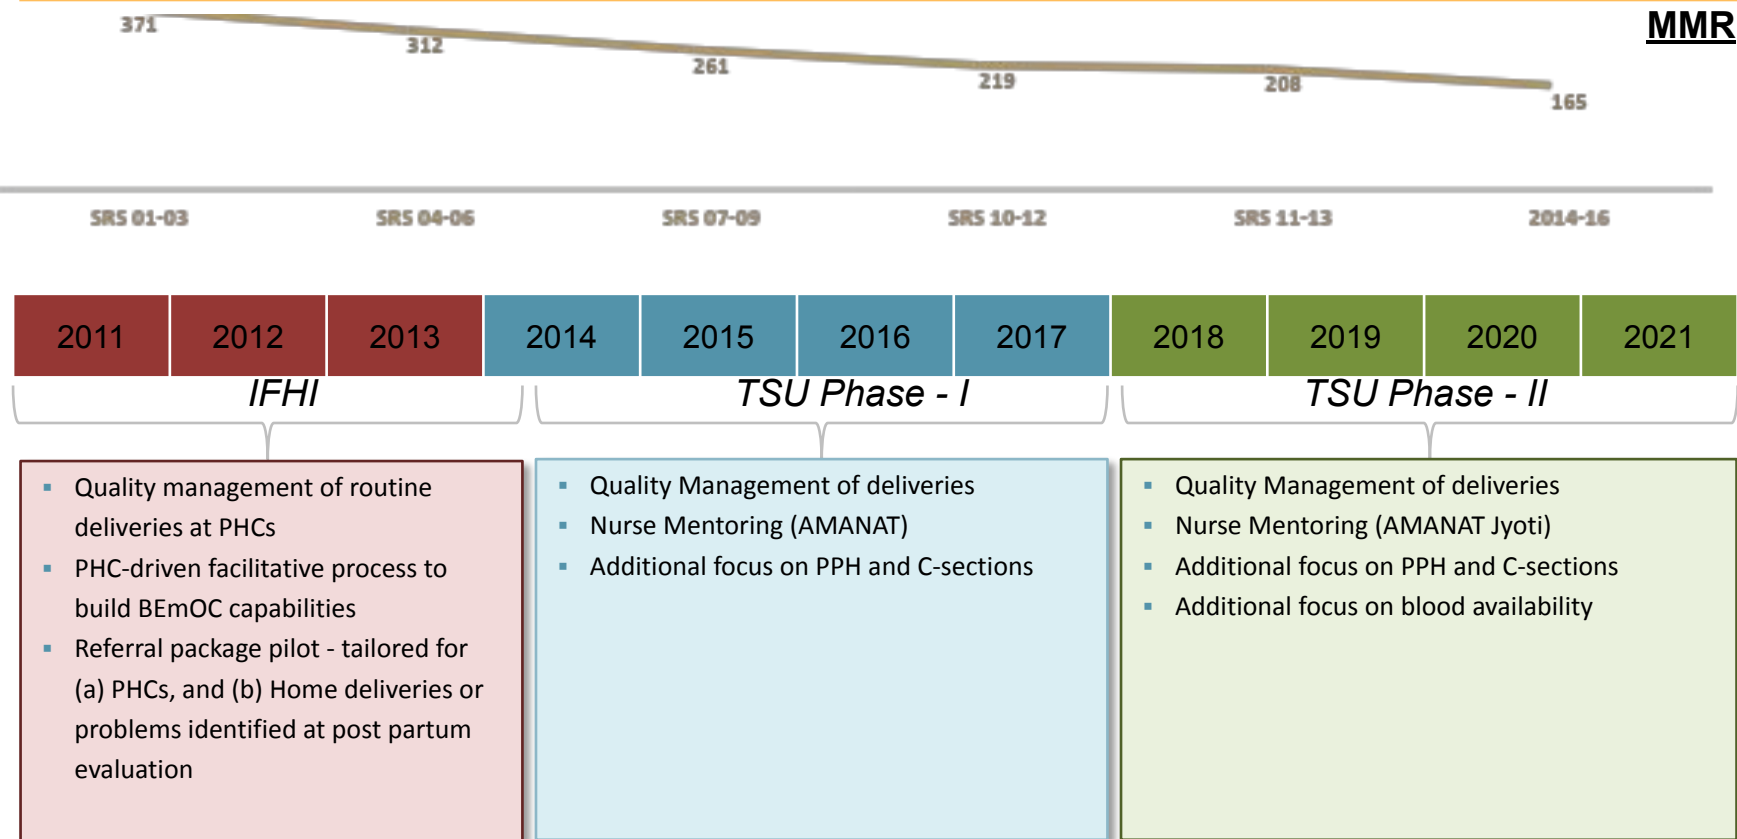 MMR
371
312
261
219
208
165
SRS 01-03
SRS 04-06
SRS 07-09
SRS 10-12
SRS 11-13
2014-16
2011
2012
2013
2014
2015
2016
2017
2018
2019
2020
2021
IFHI
TSU Phase - I
TSU Phase - II
▪ Quality management of routine
deliveries at PHCs
▪ PHC-driven facilitative process to
build BEmOC capabilities
▪ Referral package pilot - tailored for
(a) PHCs, and (b) Home deliveries or
problems identified at post partum
evaluation
▪ Quality Management of deliveries
▪ Nurse Mentoring (AMANAT)
▪ Additional focus on PPH and C-sections
▪ Quality Management of deliveries
▪ Nurse Mentoring (AMANAT Jyoti)
▪ Additional focus on PPH and C-sections
▪ Additional focus on blood availability